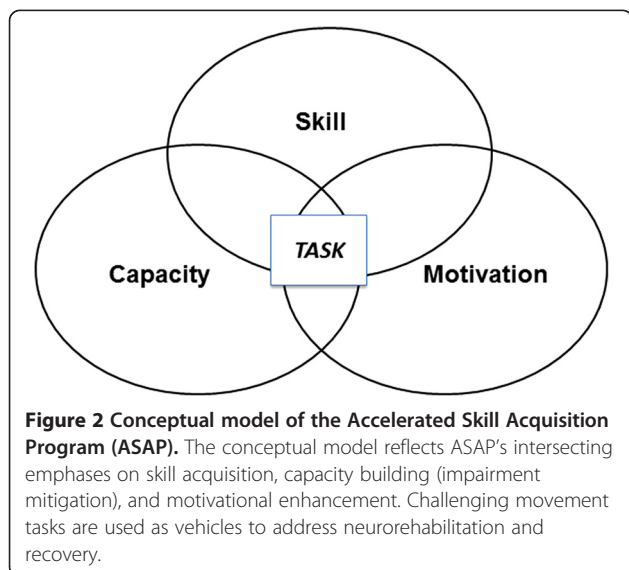 Skill
TASK
Capacity
Motivation
Figure 2 Conceptual model of the Accelerated Skill Acquisition
Program (ASAP). The conceptual model reflects ASAP's intersecting
emphases on skill acquisition, capacity building (impairment
mitigation), and motivational enhancement. Challenging movement
tasks are used as vehicles to address neurorehabilitation and
recovery.